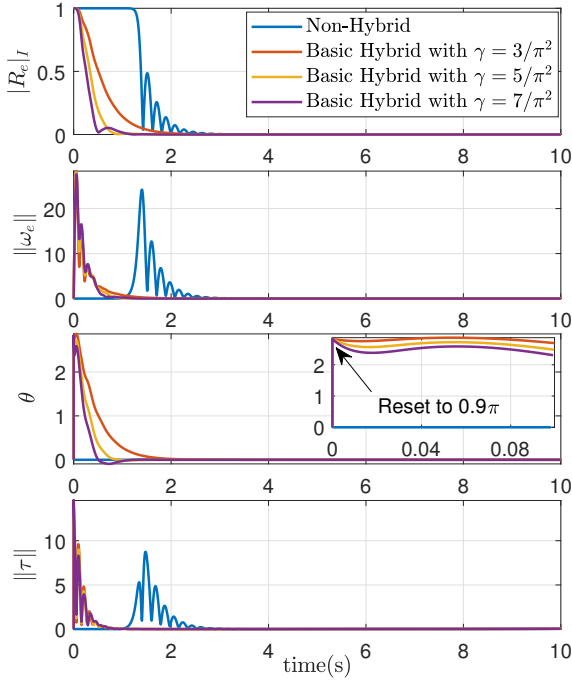 1
0.5
0
|R_e|_I
Non-Hybrid
Basic Hybrid with γ = 3/π²
Basic Hybrid with γ = 5/π²
Basic Hybrid with γ = 7/π²
0 2 4 6 8 10
20
10
0
||ω_e||
0 2 4 6 8 10
2
1
0
θ
2
1
0
Reset to 0.9π
0 0.04 0.08
0 2 4 6 8 10
10
5
0
||τ||
0 2 4 6 8 10
time(s)